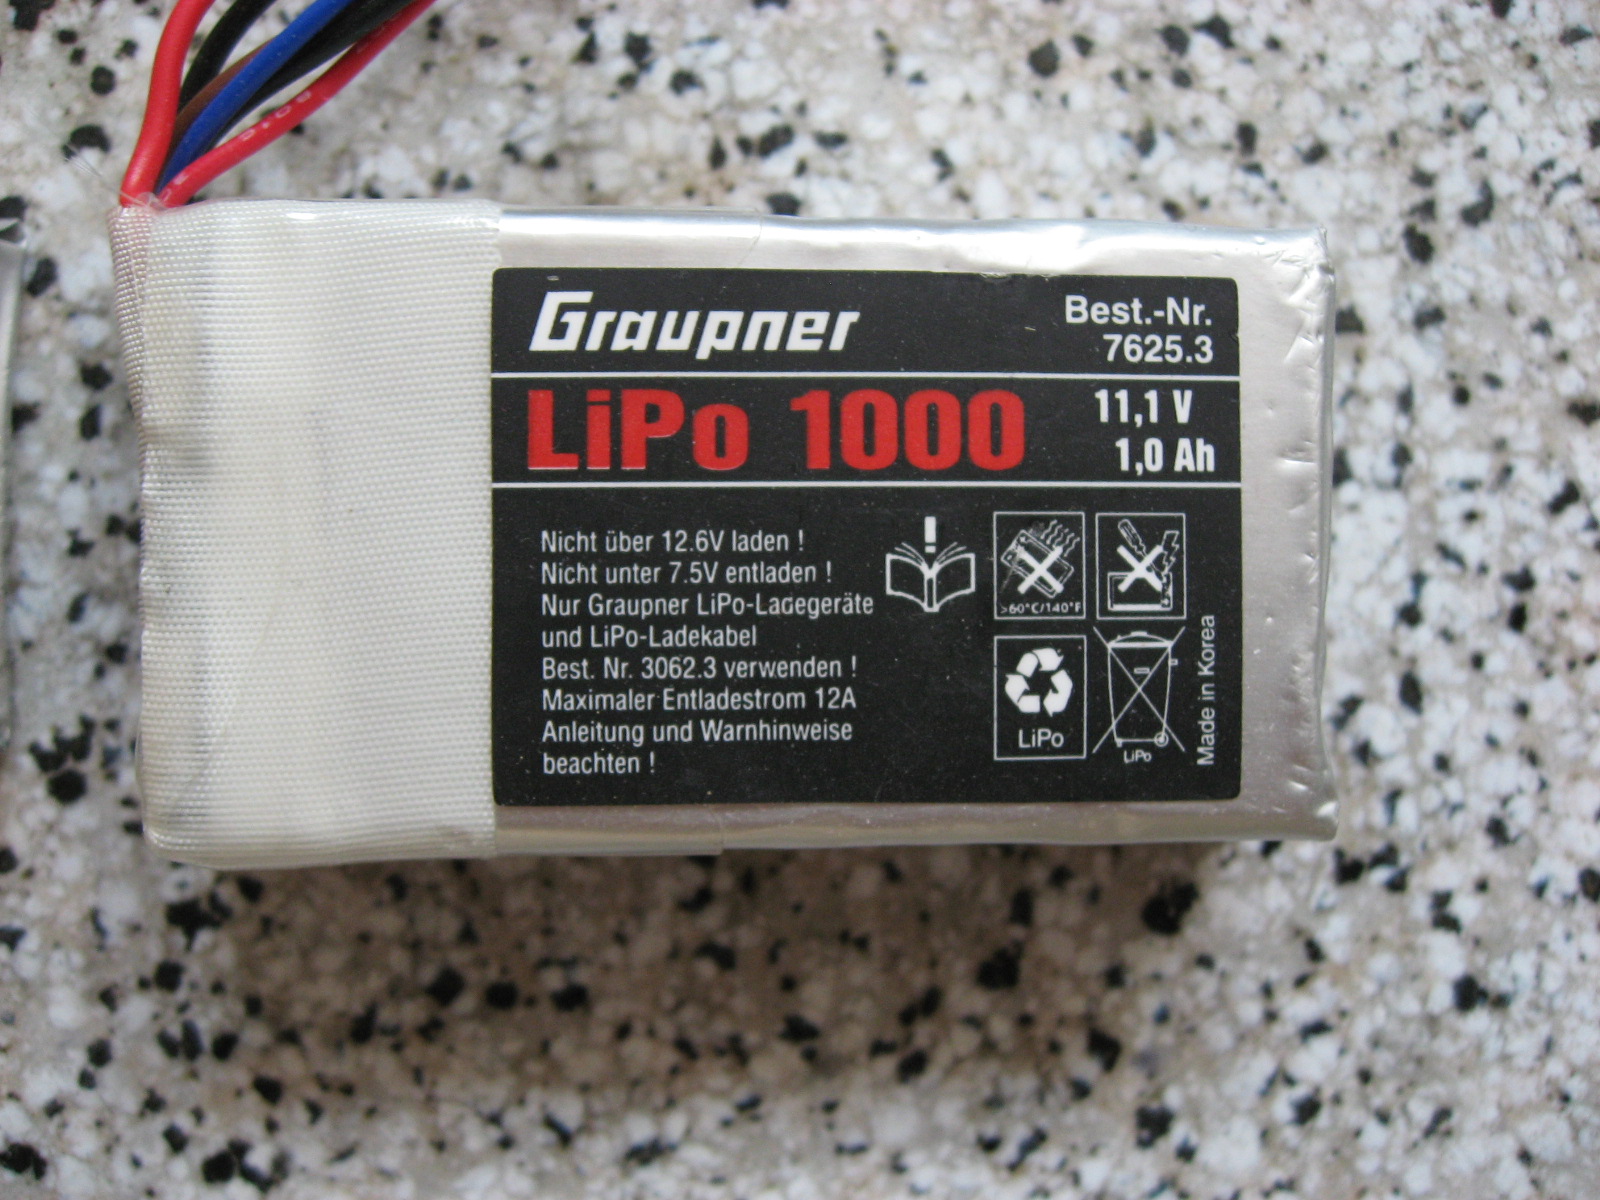 Graupner
Best.-Nr.
7625.3
LiPo 1000
11,1 V
1,0 Ah
Nicht über 12.6V laden !
Nicht unter 7.5V entladen !
Nur Graupner LiPo-Ladegeräte
und LiPo-Ladekabel
Best. Nr. 3062.3 verwenden !
Maximaler Entladestrom 12A
Anleitung und Warnhinweise
beachten !
>60°C/140°F
LiPo
LiPo
Made in Korea